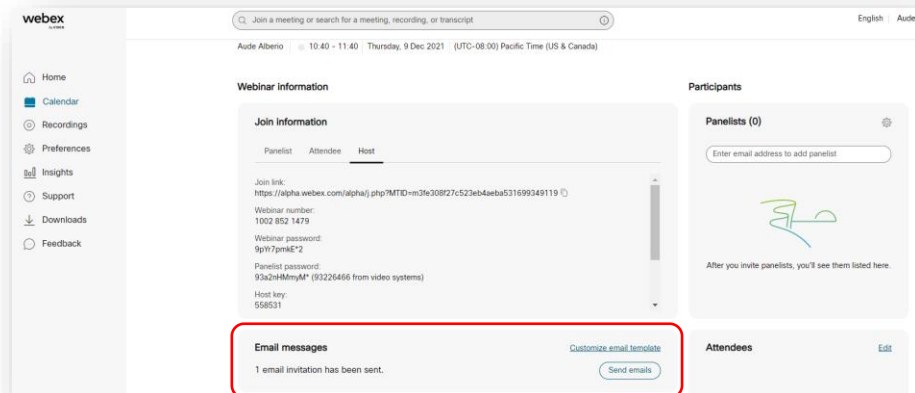 webex
by CISCO
Join a meeting or search for a meeting, recording, or transcript
English
Aude
Aude Alberio
10:40 - 11:40
Thursday, 9 Dec 2021
(UTC-08:00) Pacific Time (US & Canada)
Home
Calendar
Recordings
Preferences
Insights
Support
Downloads
Feedback
Webinar information
Join information
Panelist Attendee Host
Join link:
https://alpha.webex.com/alpha/j.php?MTID=m3fe308f27c523eb4aeba531699349119
Webinar number:
1002 852 1479
Webinar password:
9pYr7pmkE*2
Panelist password:
93a2nHMmyM* (93226466 from video systems)
Host key:
558531
Email messages
Customize email template
1 email invitation has been sent.
Send emails
Participants
Panelists (0)
Enter email address to add panelist
After you invite panelists, you'll see them listed here.
Attendees
Edit